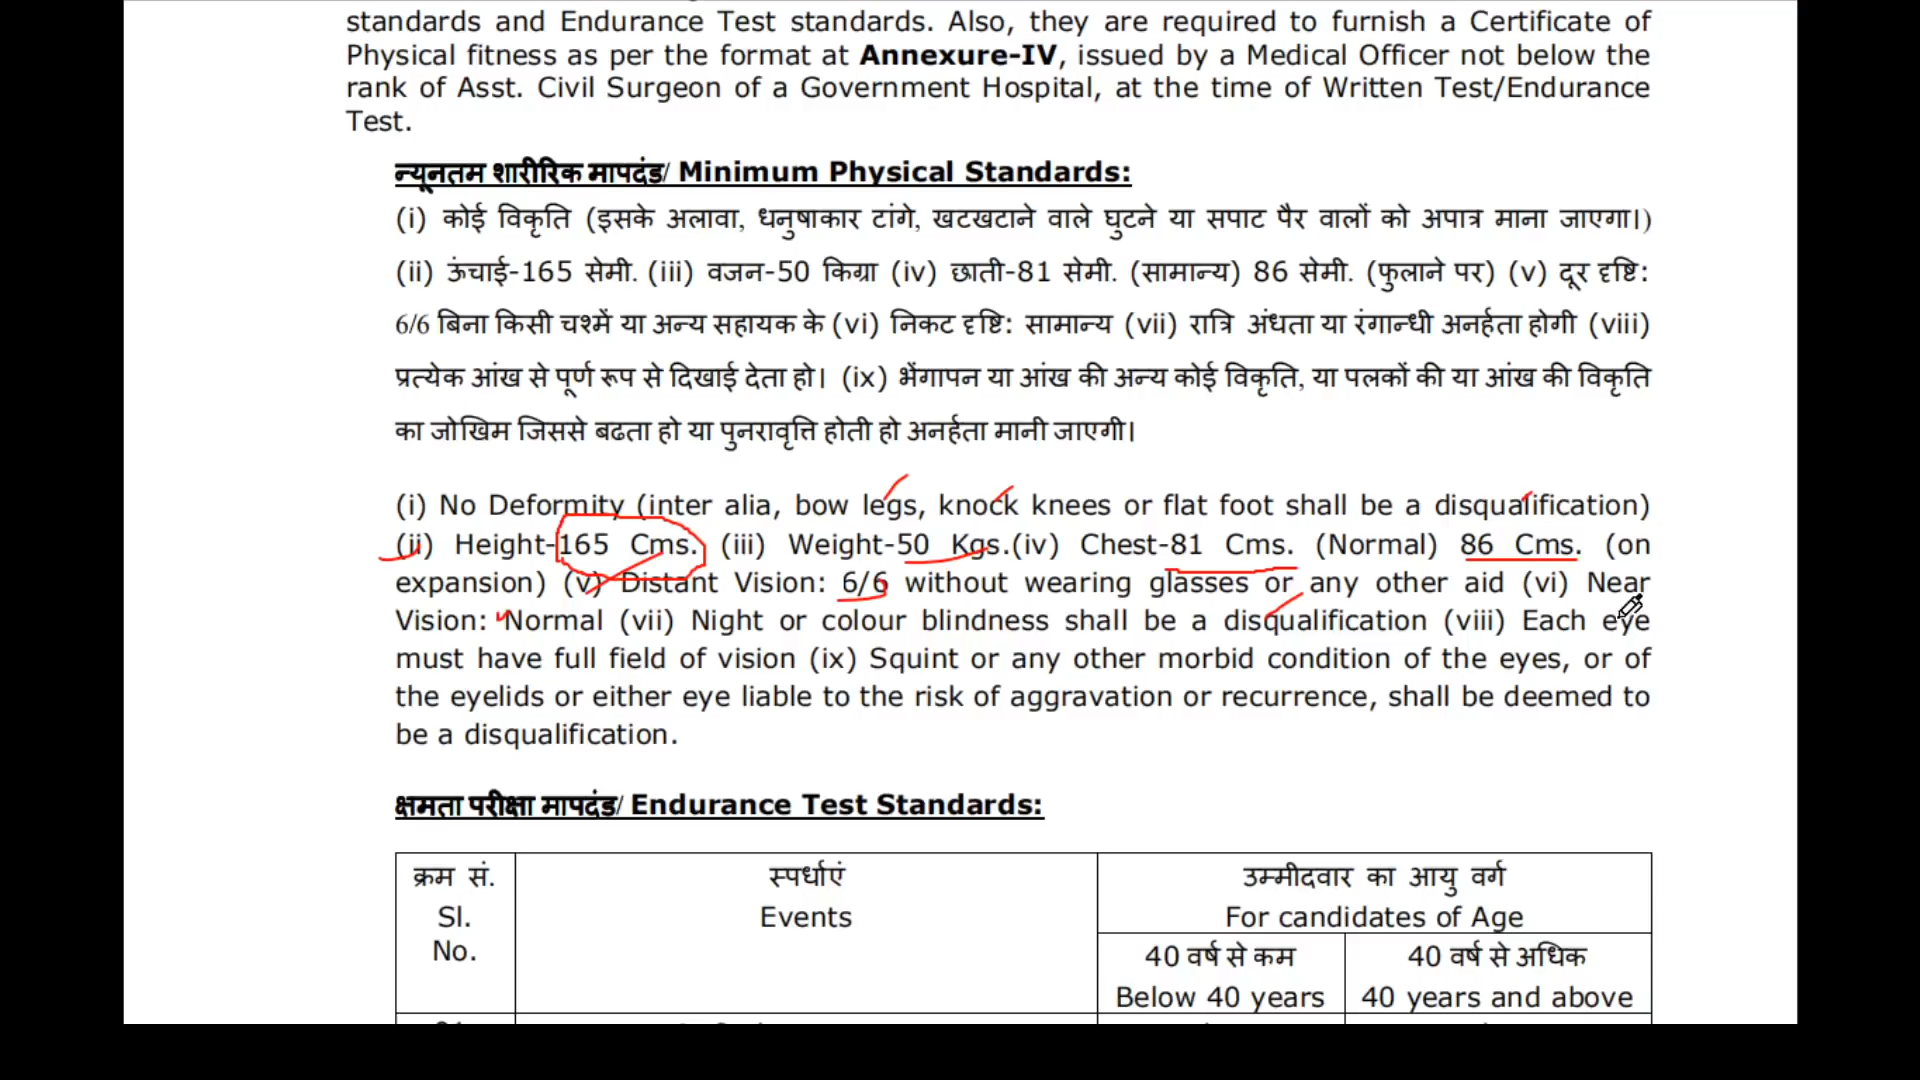 standards and Endurance Test standards. Also, they are required to furnish a Certificate of
Physical fitness as per the format at Annexure-IV, issued by a Medical Officer not below the
rank of Asst. Civil Surgeon of a Government Hospital, at the time of Written Test/Endurance
Test.
न्यूनतम शारीरिक मापदंड/ Minimum Physical Standards:
(i) कोई विकृति (इसके अलावा, धनुषाकार टांगे, खटखटाने वाले घुटने या सपाट पैर वालों को अपात्र माना जाएगा।)
(ii) ऊंचाई-165 सेमी. (iii) वजन-50 किग्रा (iv) छाती-81 सेमी. (सामान्य) 86 सेमी. (फुलाने पर) (v) दूर दृष्टि:
6/6 बिना किसी चश्में या अन्य सहायक के (vi) निकट दृष्टि: सामान्य (vii) रात्रि अंधता या रंगान्धी अनर्हता होगी (viii)
प्रत्येक आंख से पूर्ण रूप से दिखाई देता हो। (ix) भेंगापन या आंख की अन्य कोई विकृति, या पलकों की या आंख की विकृति
का जोखिम जिससे बढता हो या पुनरावृत्ति होती हो अनर्हता मानी जाएगी।
(i) No Deformity (inter alia, bow legs, knock knees or flat foot shall be a disqualification)
(ii) Height-165 Cms. (iii) Weight-50 Kgs.(iv) Chest-81 Cms. (Normal) 86 Cms. (on
expansion) (v) Distant Vision: 6/6 without wearing glasses or any other aid (vi) Near
Vision: Normal (vii) Night or colour blindness shall be a disqualification (viii) Each eye
must have full field of vision (ix) Squint or any other morbid condition of the eyes, or of
the eyelids or either eye liable to the risk of aggravation or recurrence, shall be deemed to
be a disqualification.
क्षमता परीक्षा मापदंड/ Endurance Test Standards:
क्रम सं.
Sl.
No.
स्पर्धाएं
Events
उम्मीदवार का आयु वर्ग
For candidates of Age
40 वर्ष से कम
Below 40 years
40 वर्ष से अधिक
40 years and above